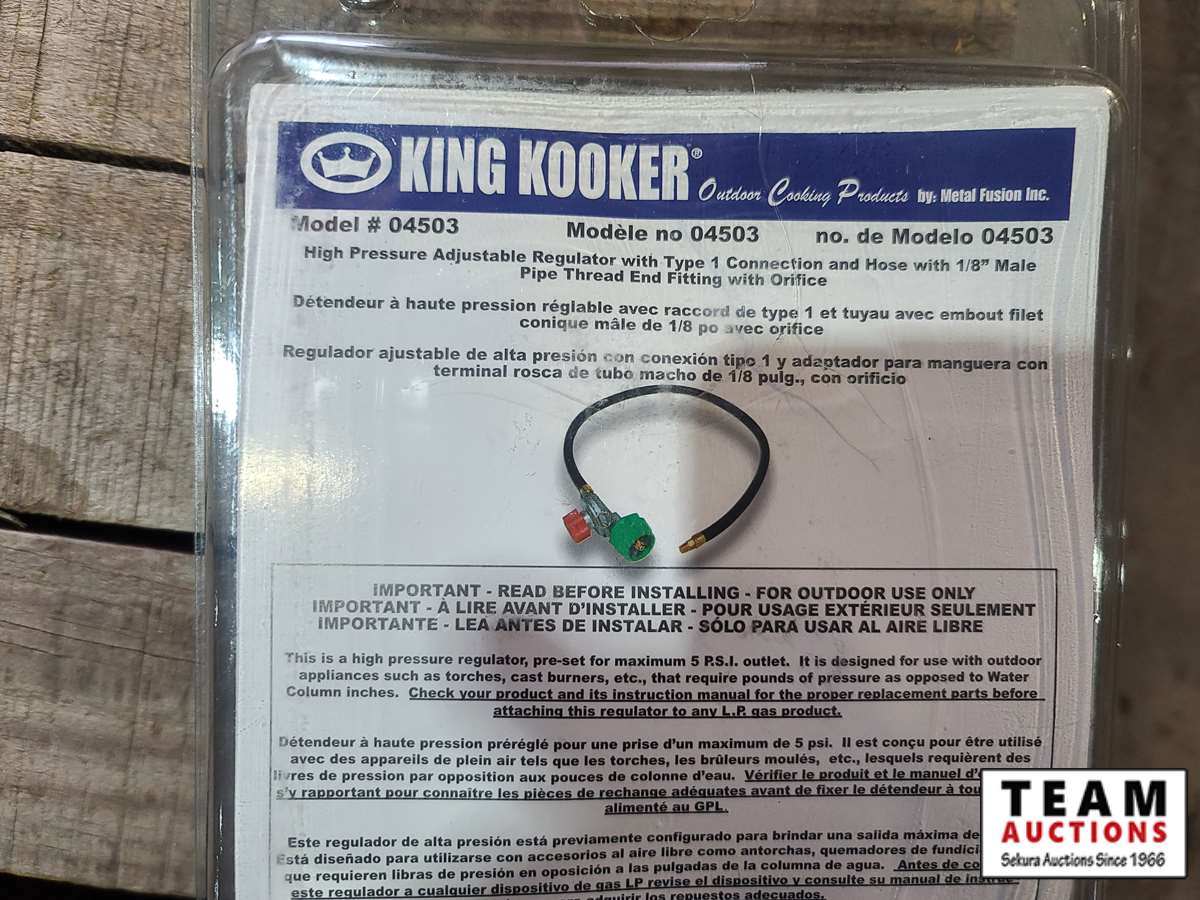 KING KOOKER® Outdoor Cooking Products by: Metal Fusion Inc.
Model # 04503 Modèle no 04503 no. de Modelo 04503
High Pressure Adjustable Regulator with Type 1 Connection and Hose with 1/8” Male
Pipe Thread End Fitting with Orifice
Détendeur à haute pression réglable avec raccord de type 1 et tuyau avec embout filet
conique mâle de 1/8 po avec orifice
Regulador ajustable de alta presión con conexión tipo 1 y adaptador para manguera con
terminal rosca de tubo macho de 1/8 pulg., con orificio
IMPORTANT - READ BEFORE INSTALLING - FOR OUTDOOR USE ONLY
IMPORTANT - À LIRE AVANT D’INSTALLER - POUR USAGE EXTÉRIEUR SEULEMENT
IMPORTANTE - LEA ANTES DE INSTALAR - SÓLO PARA USAR AL AIRE LIBRE
This is a high pressure regulator, pre-set for maximum 5 P.S.I. outlet. It is designed for use with outdoor
appliances such as torches, cast burners, etc., that require pounds of pressure as opposed to Water
Column inches. Check your product and its instruction manual for the proper replacement parts before
attaching this regulator to any L.P. gas product.
Détendeur à haute pression préréglé pour une prise d’un maximum de 5 psi. Il est conçu pour être utilisé
avec des appareils de plein air tels que les torches, les brûleurs moulés, etc., lesquels requièrent des
livres de pression par opposition aux pouces de colonne d’eau. Vérifier le produit et le manuel
s’y rapportant pour connaître les pièces de rechange adéquates avant de fixer le détendeur à
alimenté au GPL.
Este regulador de alta presión está previamente configurado para brindar una salida máxima de
Está diseñado para utilizarse con accesorios al aire libre como antorchas, quemadores de
que requieren libras de presión en oposición a las pulgadas de la columna de agua. Antes de
este regulador a cualquier dispositivo de gas LP revise el dispositivo y consulte su manual de
adquirir los repuestos adecuados.
TEAM
AUCTIONS
Sekura Auctions Since 1966